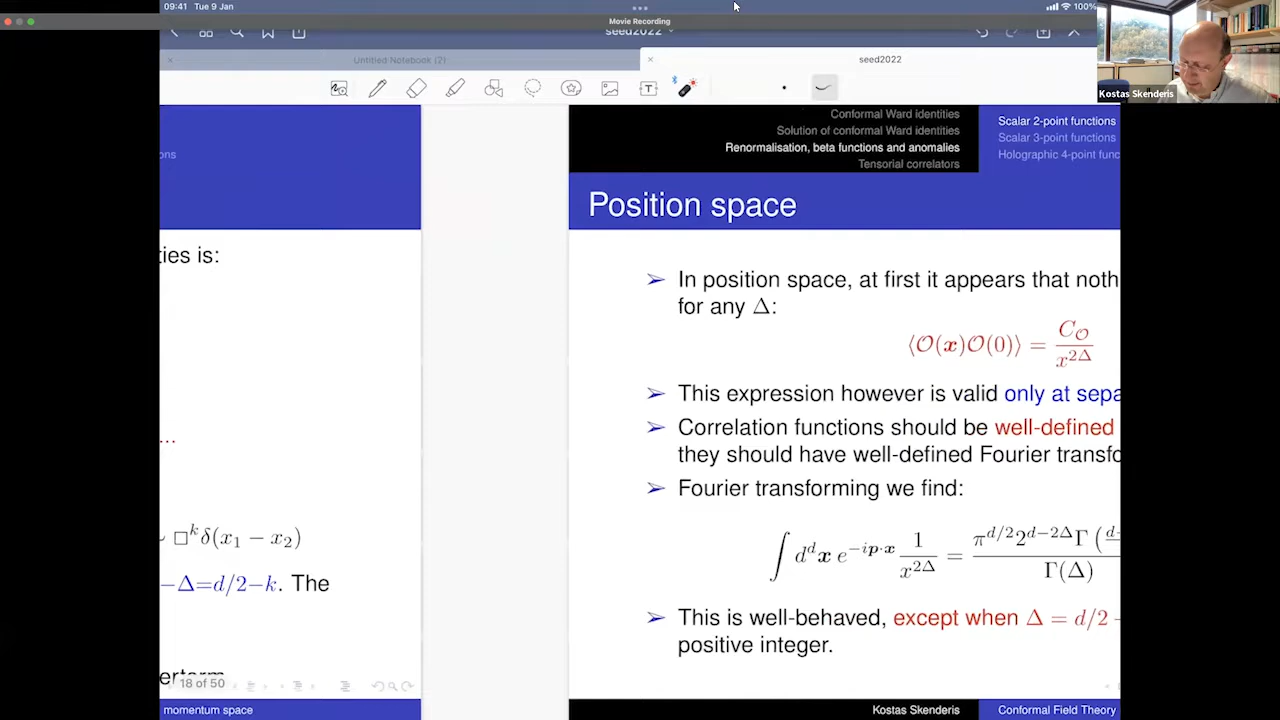 09:41 Tue 9 Jan
100%
Movie Recording
seed2022
Untitled Notebook (2)
seed2022
Kostas Skenderis
ons
ties is:
...
∼ □^k δ(x_1 − x_2)
−Δ=d/2−k. The
18 of 50
momentum space
Conformal Ward identities
Solution of conformal Ward identities
Renormalisation, beta functions and anomalies
Tensorial correlators
Scalar 2-point functions
Scalar 3-point functions
Holographic 4-point func
Position space
➢ In position space, at first it appears that noth
for any Δ:
⟨O(x)O(0)⟩ = C_O / x^{2Δ}
➢ This expression however is valid only at sepa
➢ Correlation functions should be well-defined
they should have well-defined Fourier transfo
➢ Fourier transforming we find:
∫ d^d x e^{−ip·x} 1/x^{2Δ} = π^{d/2} 2^{d−2Δ} Γ (d− / Γ(Δ)
➢ This is well-behaved, except when Δ = d/2
positive integer.
Kostas Skenderis
Conformal Field Theory